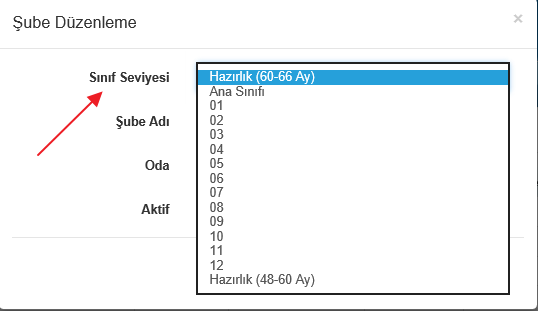 Şube Düzenleme
×
Sınıf Seviyesi
Hazırlık (60-66 Ay)
Ana Sınıfı
01
Şube Adı
02
03
04
Oda
05
06
07
Aktif
08
09
10
11
12
Hazırlık (48-60 Ay)